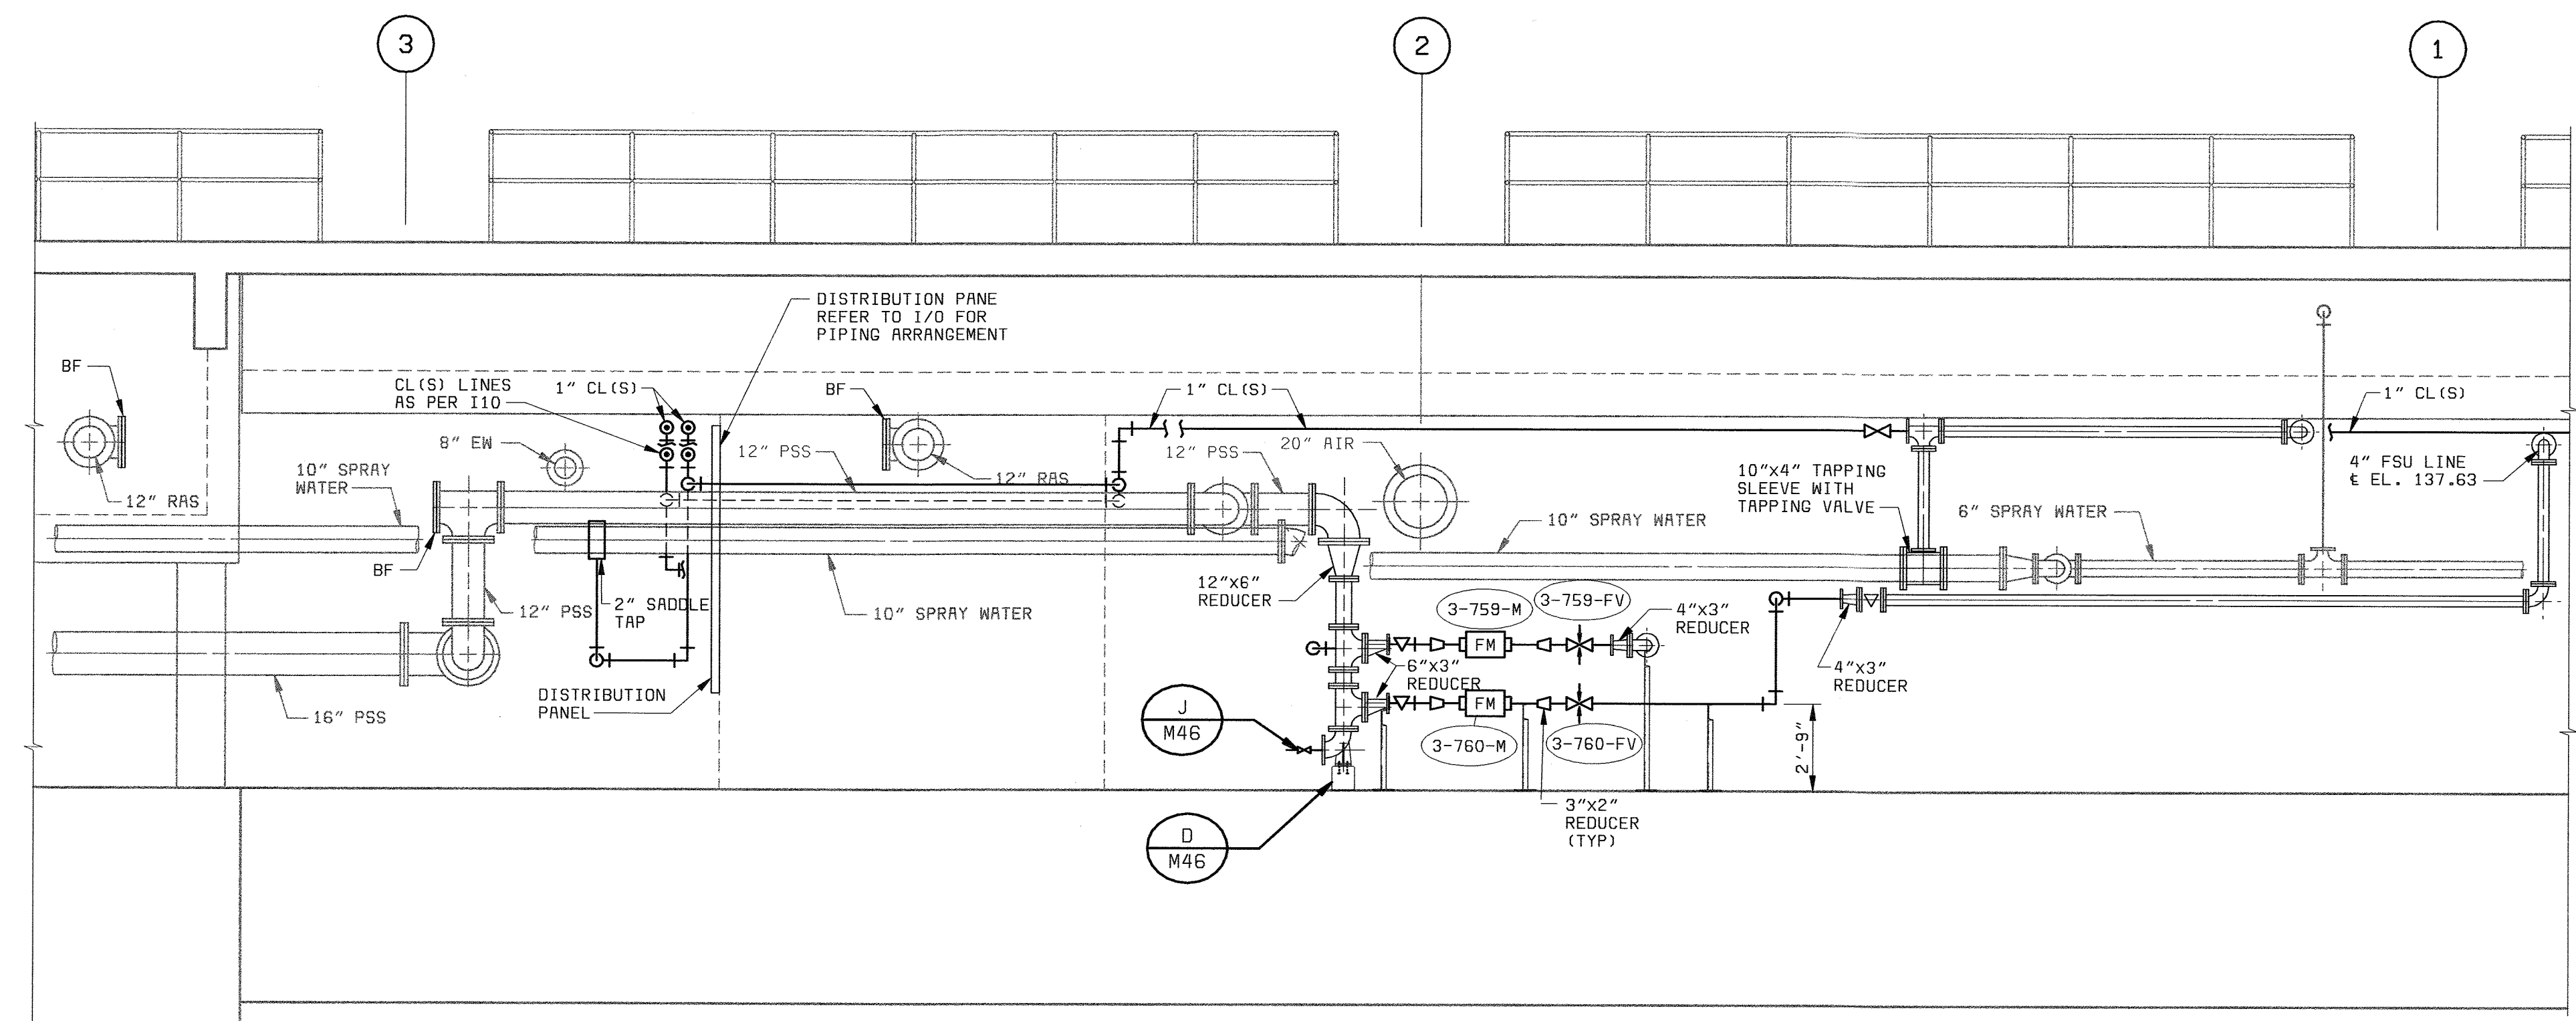 3
2
1
DISTRIBUTION PANE
REFER TO I/O FOR
PIPING ARRANGEMENT
BF
CL(S) LINES
AS PER I10
1" CL(S)
BF
1" CL(S)
1" CL(S)
8" EW
12" PSS
12" PSS
20" AIR
10" SPRAY
WATER
12" RAS
12" RAS
10"x4" TAPPING
SLEEVE WITH
TAPPING VALVE
4" FSU LINE
℄ EL. 137.63
10" SPRAY WATER
6" SPRAY WATER
BF
12" PSS
2" SADDLE
TAP
10" SPRAY WATER
12"x6"
REDUCER
3-759-M
3-759-FV
4"x3"
REDUCER
FM
6"x3"
REDUCER
4"x3"
REDUCER
DISTRIBUTION
PANEL
16" PSS
FM
J
M46
3-760-M
3-760-FV
2'-9"
3"x2"
REDUCER
(TYP)
D
M46